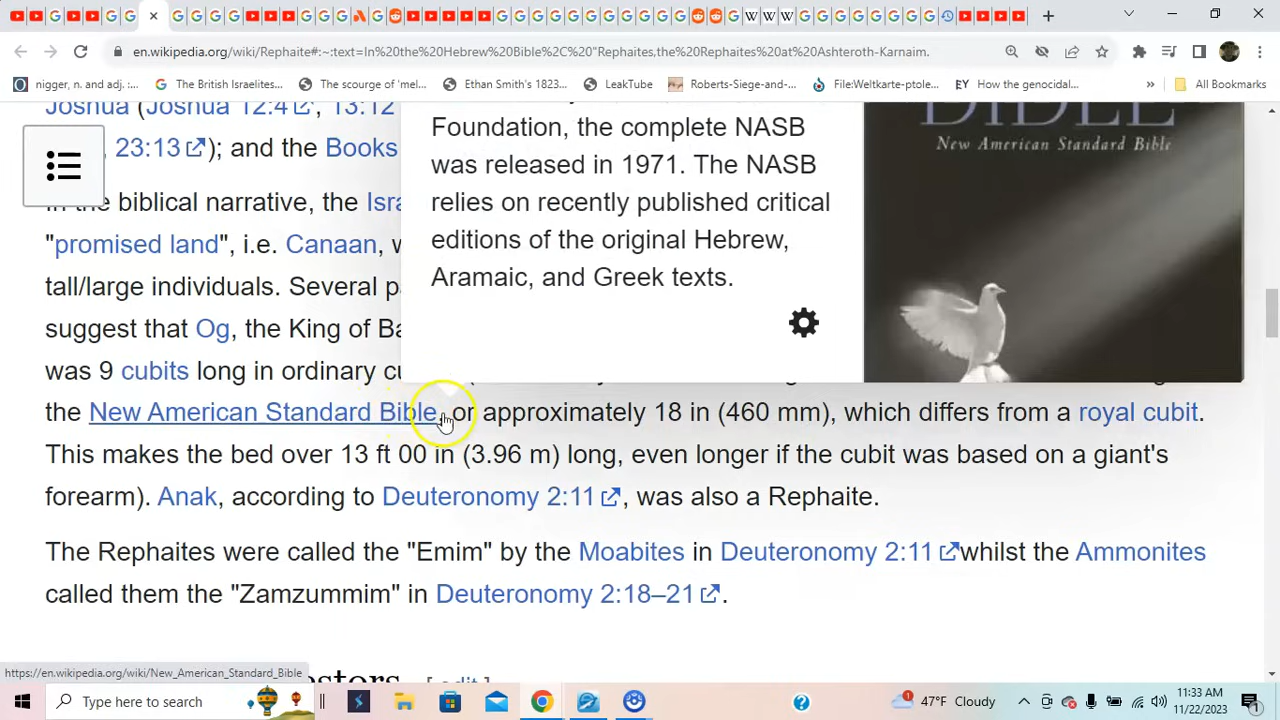 en.wikipedia.org/wiki/Rephaite#:~:text=In%20the%20Hebrew%20Bible%2C%20"Rephaites,the%20Rephaites%20at%20Ashteroth-Karnaim.
nigger, n. and adj. :...
The British Israelites...
The scourge of 'mel...
Ethan Smith's 1823...
LeakTube
Roberts-Siege-and-...
File:Weltkarte-ptole...
EY How the genocidal...
»
All Bookmarks
Joshua (Joshua 12:4, 13:12
23:13); and the Books
the biblical narrative, the Isra
"promised land", i.e. Canaan, w
tall/large individuals. Several p
suggest that Og, the King of Ba
was 9 cubits long in ordinary cu
Foundation, the complete NASB
was released in 1971. The NASB
relies on recently published critical
editions of the original Hebrew,
Aramaic, and Greek texts.
New American Standard Bible
the New American Standard Bible, or approximately 18 in (460 mm), which differs from a royal cubit.
This makes the bed over 13 ft 00 in (3.96 m) long, even longer if the cubit was based on a giant's
forearm). Anak, according to Deuteronomy 2:11, was also a Rephaite.
The Rephaites were called the "Emim" by the Moabites in Deuteronomy 2:11 whilst the Ammonites
called them the "Zamzummim" in Deuteronomy 2:18–21.
https://en.wikipedia.org/wiki/New_American_Standard_Bible
Type here to search
47°F Cloudy
11:33 AM
11/22/2023